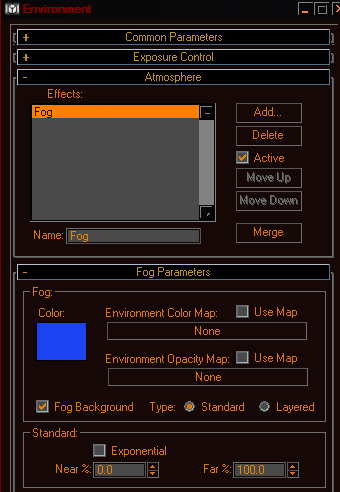 Environment
+ Common Parameters
+ Exposure Control
- Atmosphere
Effects:
Fog
Add...
Delete
Active
Move Up
Move Down
Name: Fog
Merge
- Fog Parameters
Fog:
Color:
Environment Color Map: Use Map
None
Environment Opacity Map: Use Map
None
Fog Background Type: Standard Layered
Standard:
Exponential
Near %: 0.0 Far %: 100.0